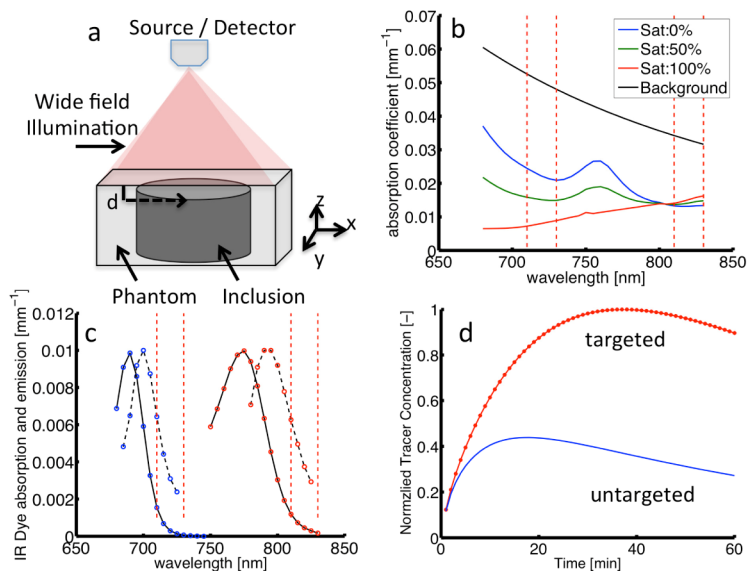 a
Source / Detector
Wide field
Illumination
d
z
x
y
Phantom
Inclusion
b
absorption coefficient [mm−1]
0.07
0.06
0.05
0.04
0.03
0.02
0.01
0
650 700 750 800 850
wavelength [nm]
Sat:0%
Sat:50%
Sat:100%
Background
c
IR Dye absorption and emission [mm−1]
0.012
0.01
0.008
0.006
0.004
0.002
0
650 700 750 800 850
wavelength [nm]
d
Normzlied Tracer Concentration [–]
1
0.8
0.6
0.4
0.2
0
0 20 40 60
Time [min]
targeted
untargeted